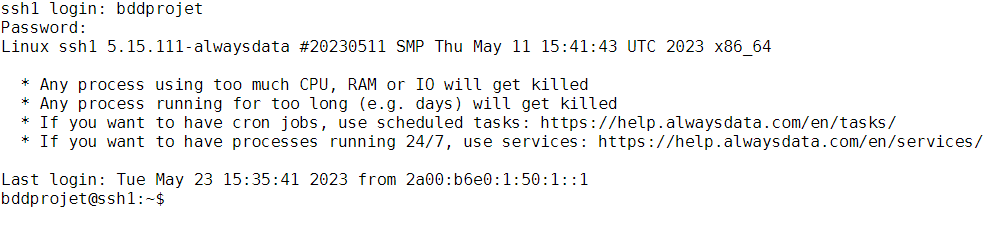 ssh1 login: bddprojet
Password:
Linux ssh1 5.15.111-alwaysdata #20230511 SMP Thu May 11 15:41:43 UTC 2023 x86_64
* Any process using too much CPU, RAM or IO will get killed
* Any process running for too long (e.g. days) will get killed
* If you want to have cron jobs, use scheduled tasks: https://help.alwaysdata.com/en/tasks/
* If you want to have processes running 24/7, use services: https://help.alwaysdata.com/en/services/
Last login: Tue May 23 15:35:41 2023 from 2a00:b6e0:1:50:1::1
bddprojet@ssh1:~$